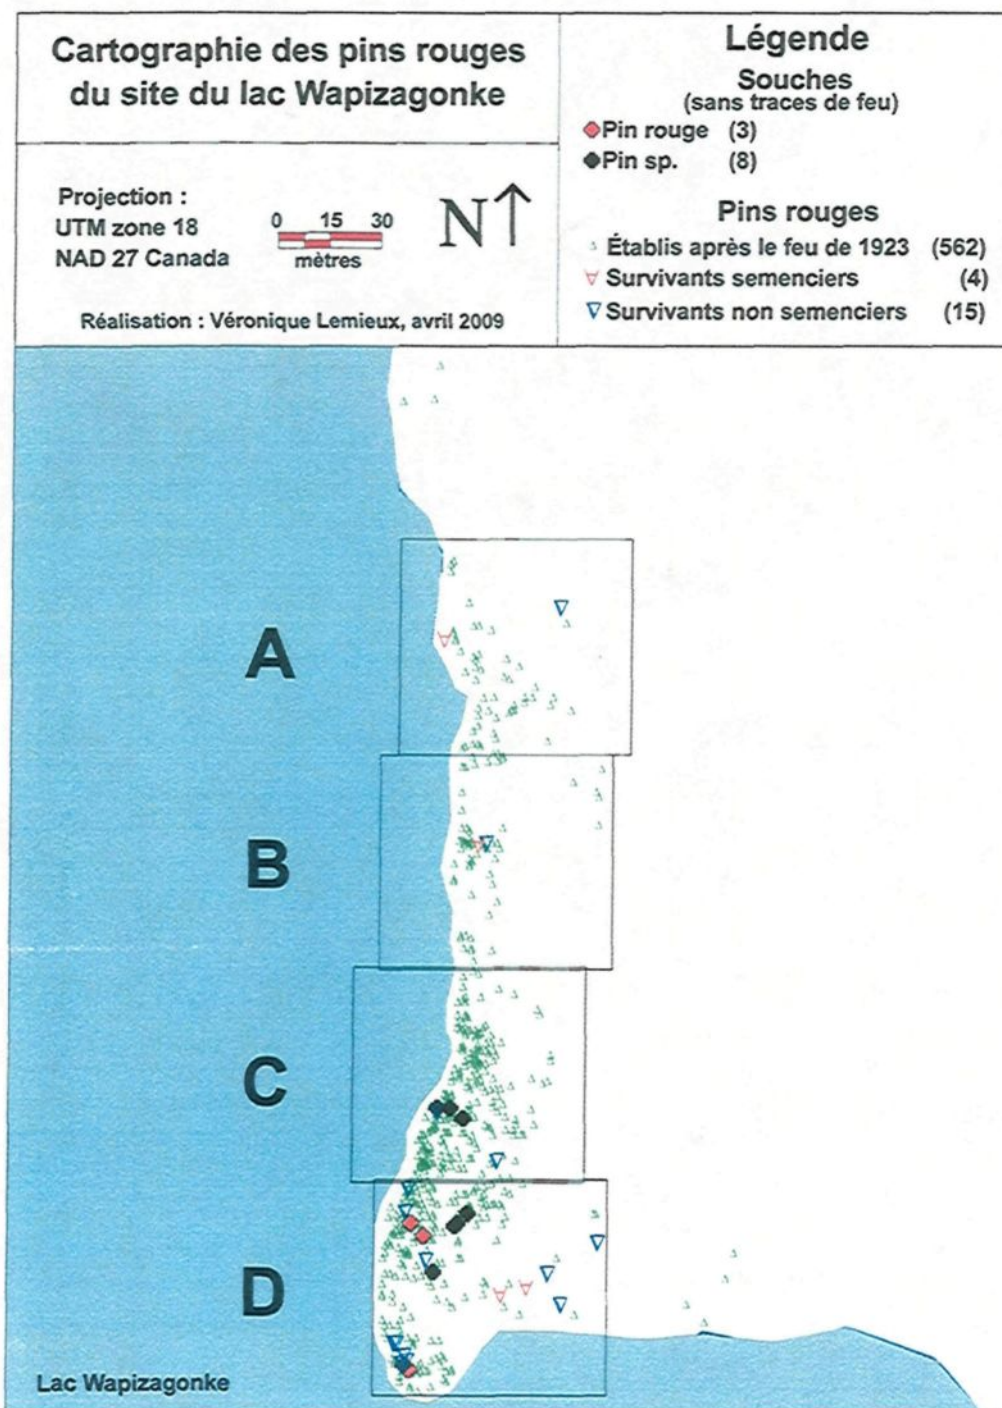 Cartographie des pins rouges
du site du lac Wapizagonke
Projection :
UTM zone 18
NAD 27 Canada
0 15 30
mètres
N
Réalisation : Véronique Lemieux, avril 2009
Légende
Souches
(sans traces de feu)
Pin rouge (3)
Pin sp. (8)
Pins rouges
Établis après le feu de 1923 (562)
Survivants semenciers (4)
Survivants non semenciers (15)
A
B
C
D
Lac Wapizagonke